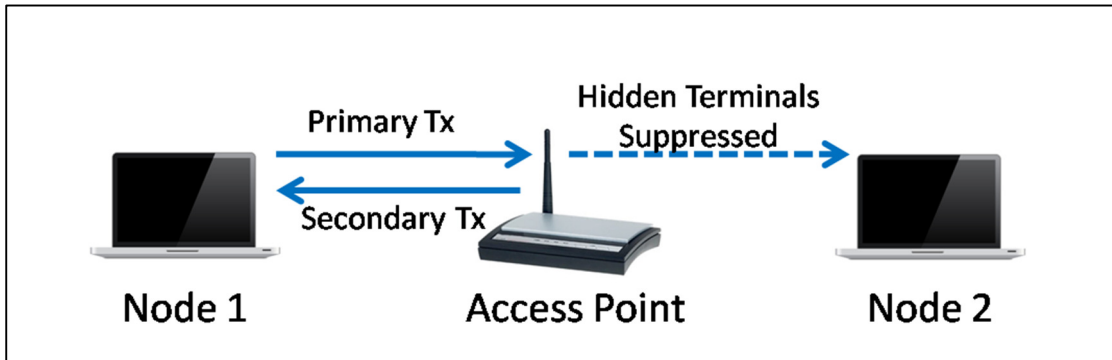 Primary Tx
Hidden Terminals
Suppressed
Secondary Tx
Node 1
Access Point
Node 2